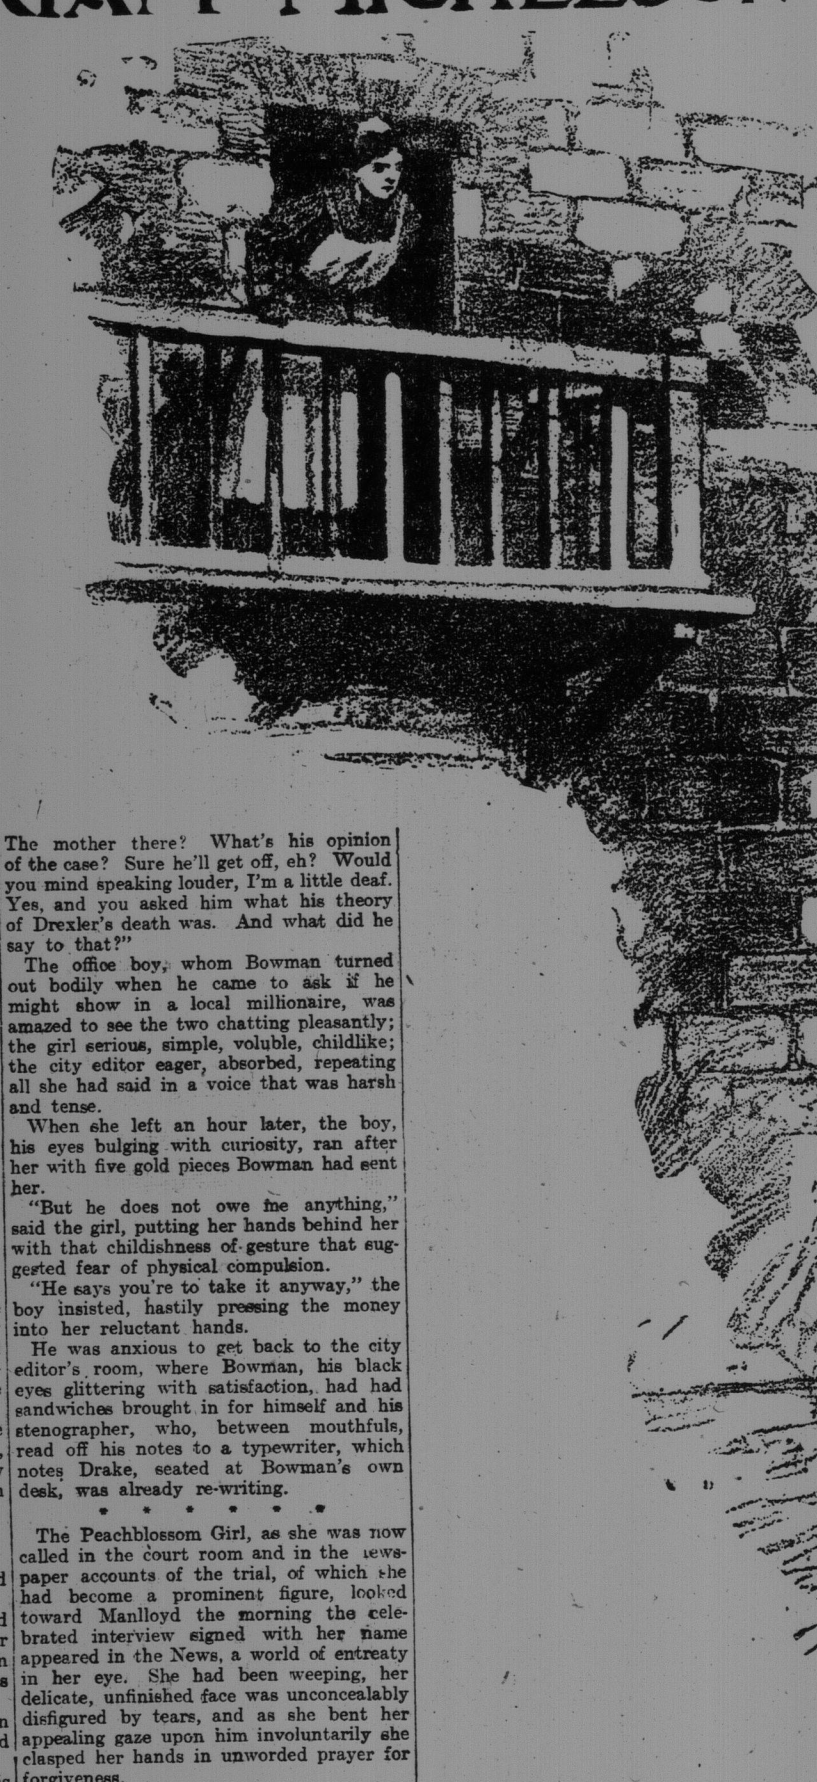 The mother there? What's his opinion
of the case? Sure he'll get off, eh? Would
you mind speaking louder, I'm a little deaf.
Yes, and you asked him what his theory
of Drexler's death was. And what did he
say to that?"
The office boy, whom Bowman turned
out bodily when he came to ask if he
might show in a local millionaire, was
amazed to see the two chatting pleasantly;
the girl serious, simple, voluble, childlike;
the city editor eager, absorbed, repeating
all she had said in a voice that was harsh
and tense.
When she left an hour later, the boy,
his eyes bulging with curiosity, ran after
her with five gold pieces Bowman had sent
her.
"But he does not owe me anything,"
said the girl, putting her hands behind her
with that childishness of gesture that sug-
gested fear of physical compulsion.
"He says you're to take it anyway," the
boy insisted, hastily pressing the money
into her reluctant hands.
He was anxious to get back to the city
editor's room, where Bowman, his black
eyes glittering with satisfaction, had had
sandwiches brought in for himself and his
stenographer, who, between mouthfuls,
read off his notes to a typewriter, which
notes Drake, seated at Bowman's own
desk, was already re-writing.
* * * * * *
The Peachblossom Girl, as she was now
called in the court room and in the news-
paper accounts of the trial, of which she
had become a prominent figure, looked
toward Manlloyd the morning the cele-
brated interview signed with her name
appeared in the News, a world of entreaty
in her eye. She had been weeping, her
delicate, unfinished face was unconcealably
disfigured by tears, and as she bent her
appealing gaze upon him involuntarily she
clasped her hands in unworded prayer for
forgiveness.